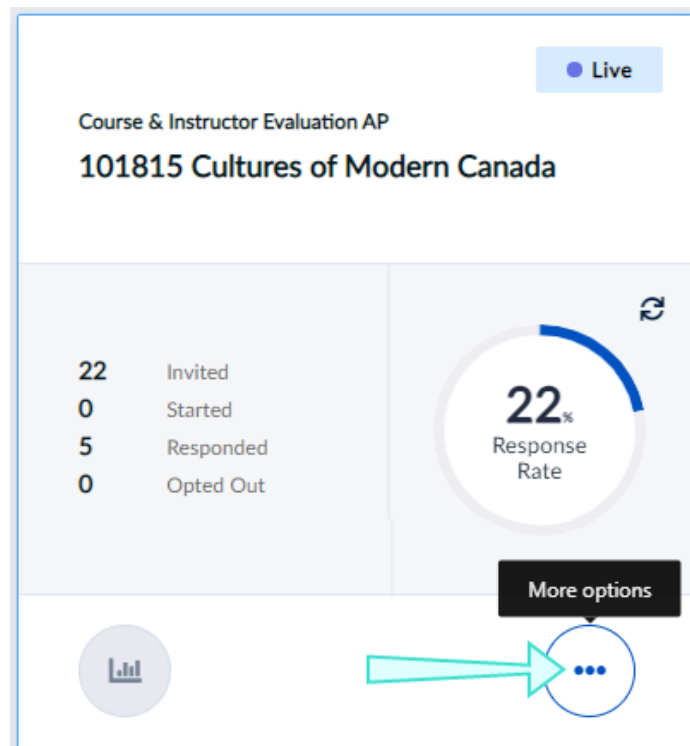 Live
Course & Instructor Evaluation AP
101815 Cultures of Modern Canada
22 Invited
0 Started
5 Responded
0 Opted Out
22%
Response
Rate
More options